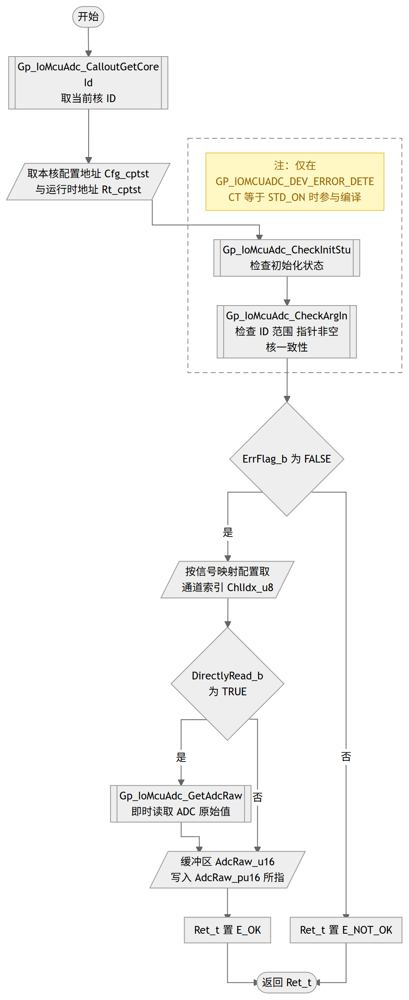 开始
Gp_IoMcuAdc_CalloutGetCore
Id
取当前核 ID
取本核配置地址 Cfg_cptst
与运行时地址 Rt_cptst
注：仅在
GP_IOMCUADC_DEV_ERROR_DETE
CT 等于 STD_ON 时参与编译
Gp_IoMcuAdc_CheckInitStu
检查初始化状态
Gp_IoMcuAdc_CheckArgIn
检查 ID 范围 指针非空
核一致性
ErrFlag_b 为 FALSE
是
按信号映射配置取
通道索引 ChlIdx_u8
DirectlyRead_b
为 TRUE
是
否
Gp_IoMcuAdc_GetAdcRaw
即时读取 ADC 原始值
否
缓冲区 AdcRaw_u16
写入 AdcRaw_pu16 所指
Ret_t 置 E_OK
Ret_t 置 E_NOT_OK
返回 Ret_t